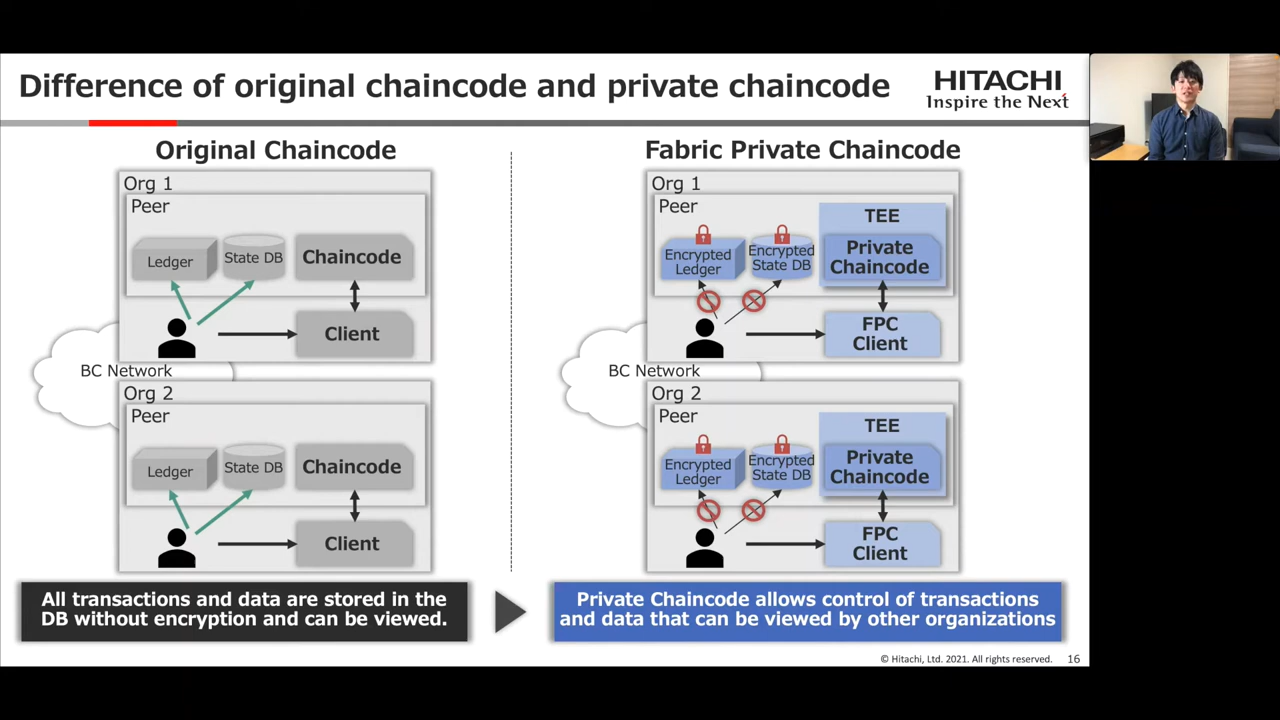 Difference of original chaincode and private chaincode
HITACHI
Inspire the Next
Original Chaincode
Org 1
Peer
Ledger
State DB
Chaincode
Client
BC Network
Org 2
Peer
Ledger
State DB
Chaincode
Client
All transactions and data are stored in the
DB without encryption and can be viewed.
Fabric Private Chaincode
Org 1
Peer
TEE
Encrypted
Ledger
Encrypted
State DB
Private
Chaincode
FPC
Client
BC Network
Org 2
Peer
TEE
Encrypted
Ledger
Encrypted
State DB
Private
Chaincode
FPC
Client
Private Chaincode allows control of transactions
and data that can be viewed by other organizations
© Hitachi, Ltd. 2021. All rights reserved.
16